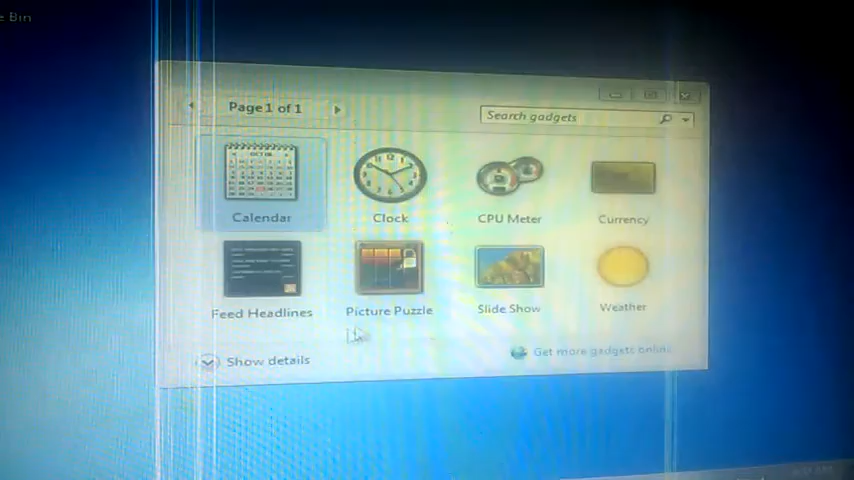 e Bin
Page 1 of 1
Search gadgets
Calendar
Clock
CPU Meter
Currency
Feed Headlines
Picture Puzzle
Slide Show
Weather
Show details
Get more gadgets online